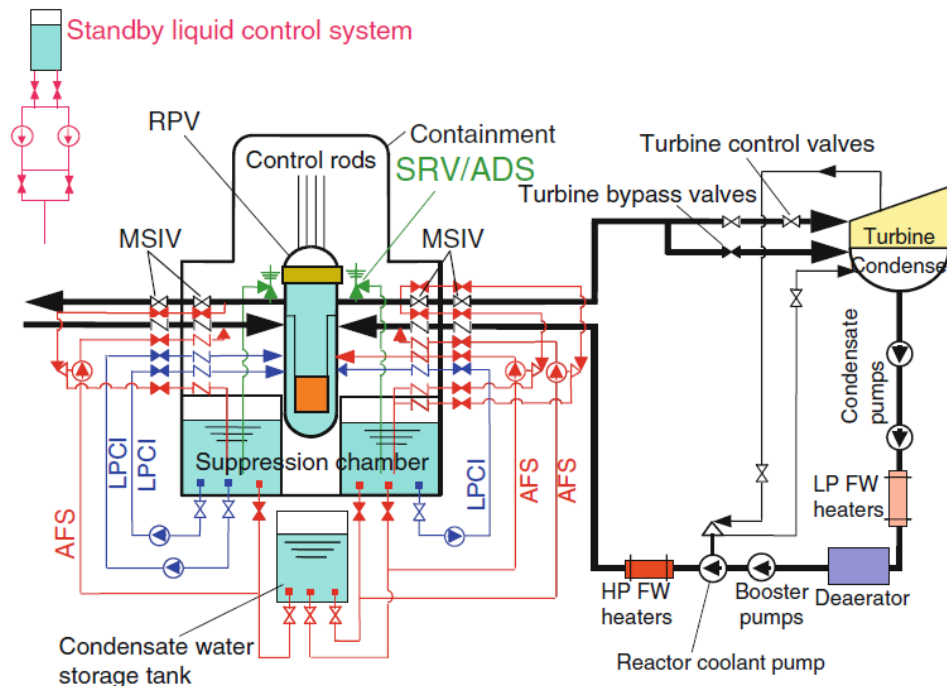 Standby liquid control system
RPV
Containment
Control rods
SRV/ADS
Turbine control valves
Turbine bypass valves
MSIV
MSIV
Turbine
Condense
Condensate
pumps
LPCI
LPCI
Suppression chamber
LPCI
AFS
AFS
AFS
LP FW
heaters
HP FW
heaters
Booster
pumps
Deaerator
Condensate water
storage tank
Reactor coolant pump